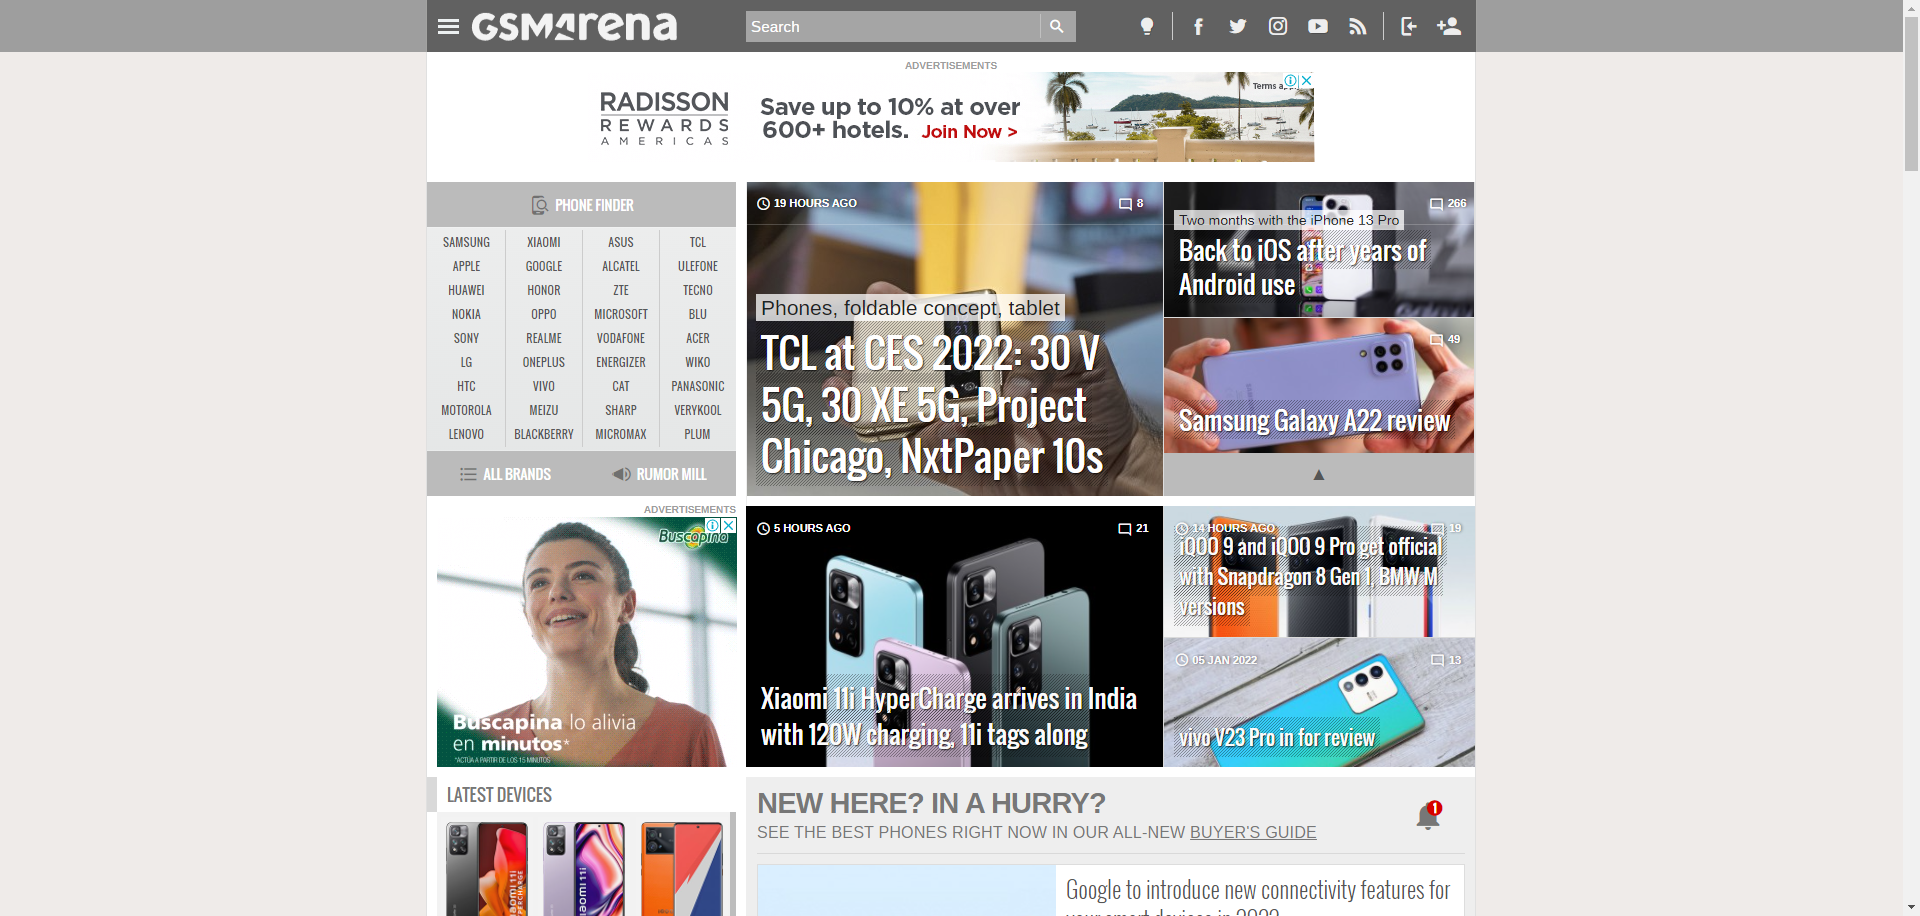 GSMArena
Search
ADVERTISEMENTS
RADISSON
REWARDS
AMERICAS
Save up to 10% at over
600+ hotels. Join Now >
PHONE FINDER
SAMSUNG XIAOMI ASUS TCL
APPLE GOOGLE ALCATEL ULEFONE
HUAWEI HONOR ZTE TECNO
NOKIA OPPO MICROSOFT BLU
SONY REALME VODAFONE ACER
LG ONEPLUS ENERGIZER WIKO
HTC VIVO CAT PANASONIC
MOTOROLA MEIZU SHARP VERYKOOL
LENOVO BLACKBERRY MICROMAX PLUM
ALL BRANDS RUMOR MILL
19 HOURS AGO 8
Phones, foldable concept, tablet
TCL at CES 2022: 30 V
5G, 30 XE 5G, Project
Chicago, NxtPaper 10s
266
Two months with the iPhone 13 Pro
Back to iOS after years of
Android use
49
Samsung Galaxy A22 review
ADVERTISEMENTS
Buscapina
Buscapina lo alivia
en minutos*
*ACTÚA A PARTIR DE LOS 15 MINUTOS
5 HOURS AGO 21
Xiaomi 11i HyperCharge arrives in India
with 120W charging, 11i tags along
14 HOURS AGO 19
iQOO 9 and iQOO 9 Pro get official
with Snapdragon 8 Gen 1, BMW M
versions
05 JAN 2022 13
vivo V23 Pro in for review
LATEST DEVICES
NEW HERE? IN A HURRY?
SEE THE BEST PHONES RIGHT NOW IN OUR ALL-NEW BUYER'S GUIDE
1
Google to introduce new connectivity features for
your smart devices in 2022